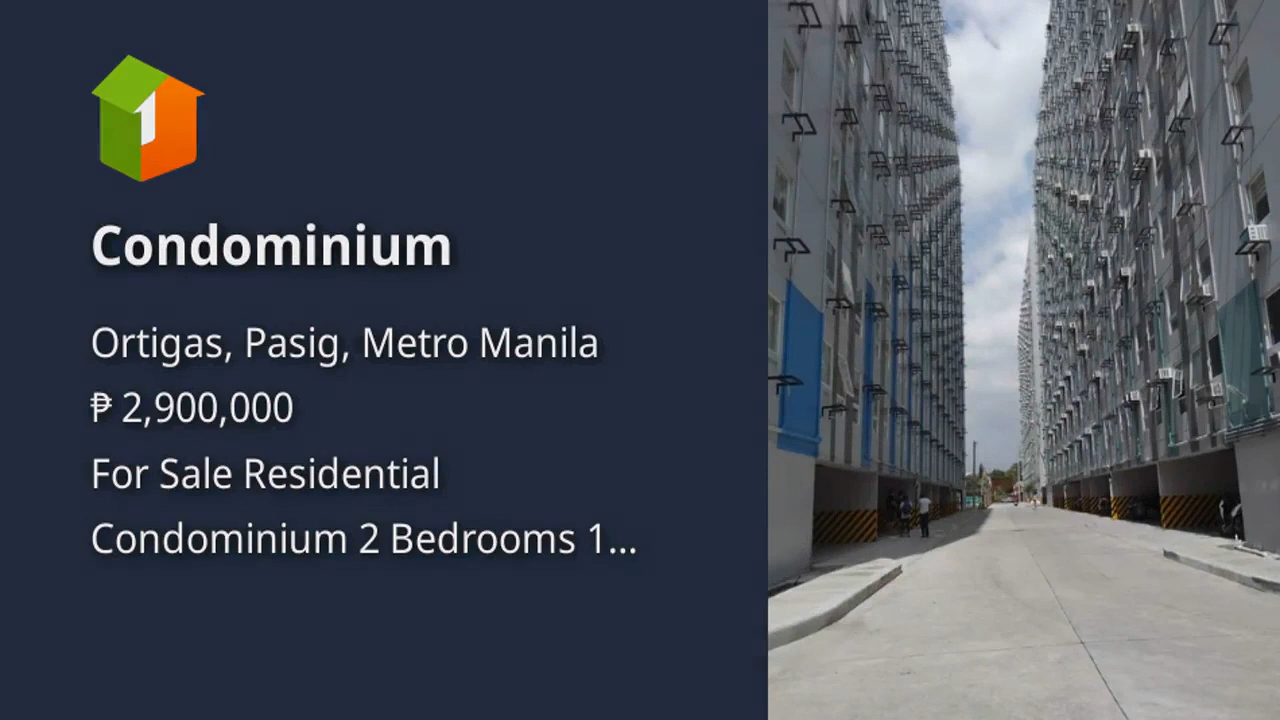 Condominium
Ortigas, Pasig, Metro Manila
₱ 2,900,000
For Sale Residential
Condominium 2 Bedrooms 1...